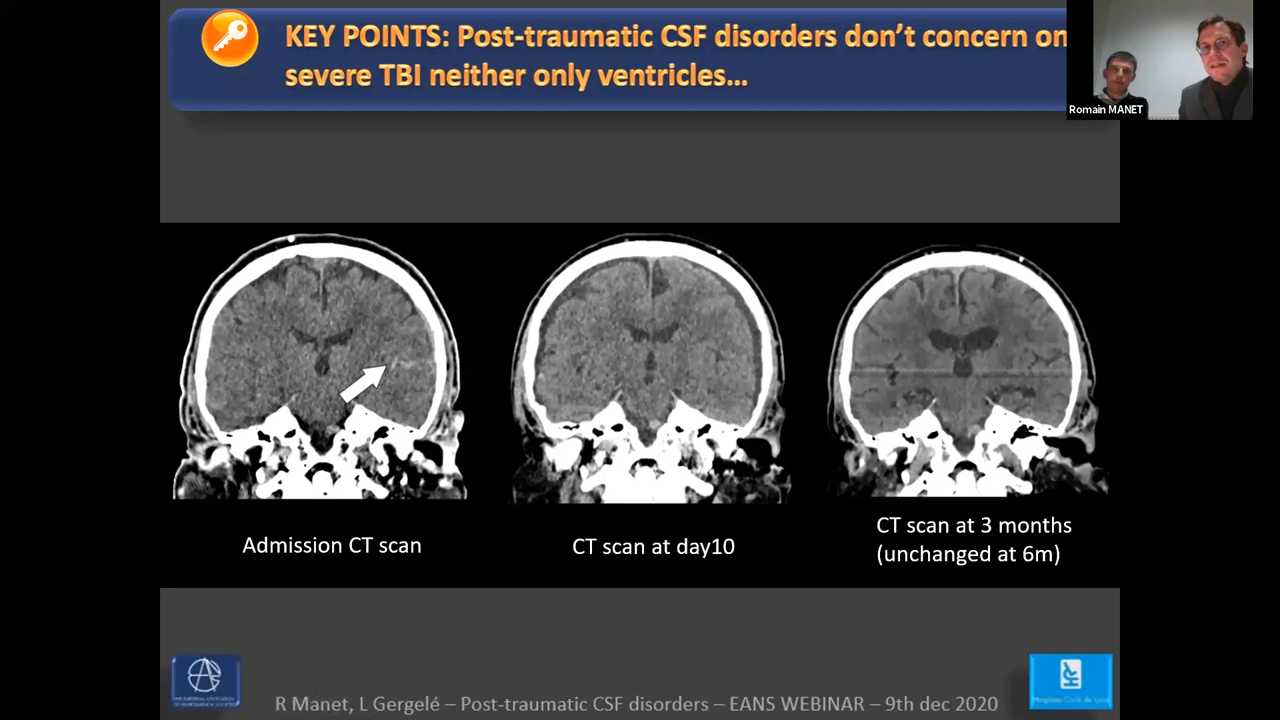 KEY POINTS: Post-traumatic CSF disorders don't concern on
severe TBI neither only ventricles...
Romain MANET
Admission CT scan
CT scan at day10
CT scan at 3 months
(unchanged at 6m)
R Manet, L Gergelé – Post-traumatic CSF disorders – EANS WEBINAR – 9th dec 2020